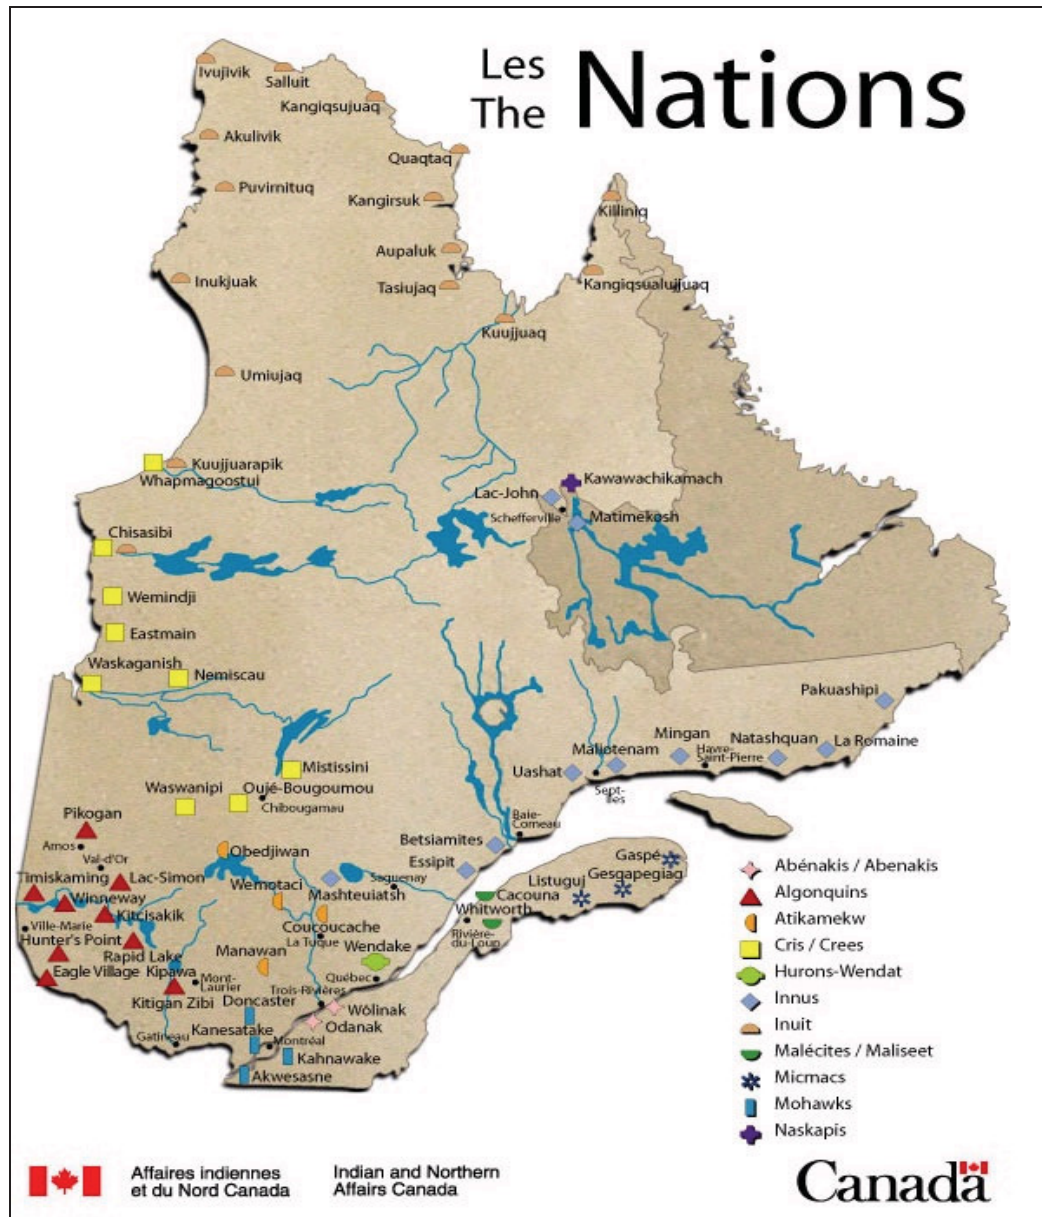 Les
The
Nations
Ivujivik
Salluit
Kangiqsujuaq
Akulivik
Quaqtaq
Puvirnituq
Kangirsuk
Killiniq
Aupaluk
Inukjuak
Tasiujaq
Kangiqsualujjuaq
Kuujjuaq
Umiujaq
Kuujjuarapik
Whapmagoostui
Kawawachikamach
Lac-John
Schefferville
Matimekosh
Chisasibi
Wemindji
Eastmain
Waskaganish
Nemiscau
Pakuashipi
Mingan
Natashquan
La Romaine
Maliotenam
Havre-
Saint-Pierre
Uashat
Sept-
Iles
Mistissini
Waswanipi
Oujé-Bougoumou
Chibougamau
Pikogan
Amos
Val-d'Or
Baie-
Comeau
Betsiamites
Obedjiwan
Essipit
Timiskaming
Lac-Simon
Wemotaci
Mashteuiatsh
Saguenay
Gaspé
Gesgapegiag
Listuguj
Cacouna
Winneway
Kitcisakik
Whitworth
Ville-Marie
Coucoucache
La Tuque
Rivière-
du-Loup
Hunter's Point
Rapid Lake
Manawan
Wendake
Eagle Village Kipawa
Mont-
Laurier
Québec
Kitigan Zibi
Doncaster
Trois-Rivières
Wôlinak
Odanak
Kanesatake
Gatineau
Montréal
Kahnawake
Akwesasne
Abénakis / Abenakis
Algonquins
Atikamekw
Cris / Crees
Hurons-Wendat
Innus
Inuit
Malécites / Maliseet
Micmacs
Mohawks
Naskapis
Affaires indiennes
et du Nord Canada
Indian and Northern
Affairs Canada
Canada